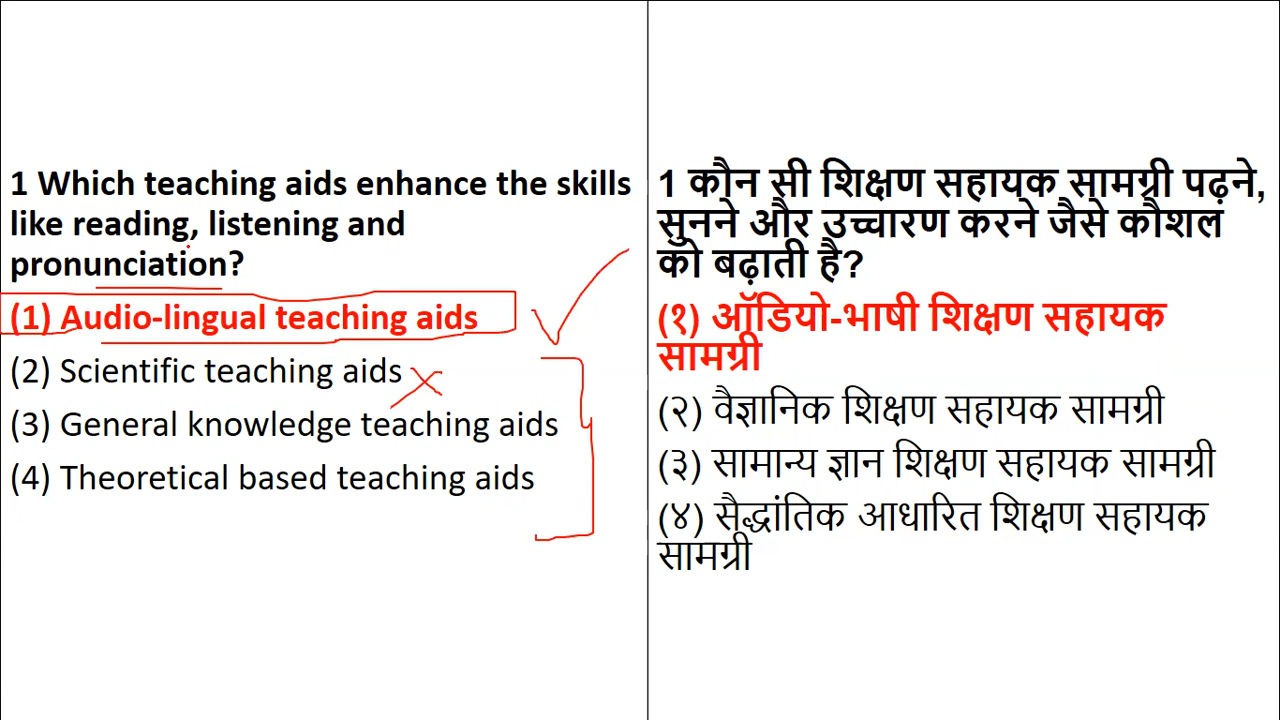 1 Which teaching aids enhance the skills
like reading, listening and
pronunciation?
(1) Audio-lingual teaching aids
(2) Scientific teaching aids
(3) General knowledge teaching aids
(4) Theoretical based teaching aids
1 कौन सी शिक्षण सहायक सामग्री पढ़ने,
सुनने और उच्चारण करने जैसे कौशल
को बढ़ाती है?
(१) ऑडियो-भाषी शिक्षण सहायक
सामग्री
(२) वैज्ञानिक शिक्षण सहायक सामग्री
(३) सामान्य ज्ञान शिक्षण सहायक सामग्री
(४) सैद्धांतिक आधारित शिक्षण सहायक
सामग्री